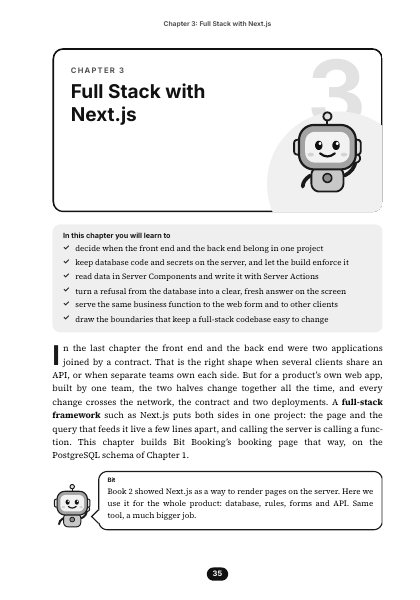 Chapter 3: Full Stack with Next.js
3
CHAPTER 3
Full Stack with
Next.js
In this chapter you will learn to
✓ decide when the front end and the back end belong in one project
✓ keep database code and secrets on the server, and let the build enforce it
✓ read data in Server Components and write it with Server Actions
✓ turn a refusal from the database into a clear, fresh answer on the screen
✓ serve the same business function to the web form and to other clients
✓ draw the boundaries that keep a full-stack codebase easy to change
In the last chapter the front end and the back end were two applications
joined by a contract. That is the right shape when several clients share an
API, or when separate teams own each side. But for a product’s own web app,
built by one team, the two halves change together all the time, and every
change crosses the network, the contract and two deployments. A full-stack
framework such as Next.js puts both sides in one project: the page and the
query that feeds it live a few lines apart, and calling the server is calling a func-
tion. This chapter builds Bit Booking’s booking page that way, on the
PostgreSQL schema of Chapter 1.
Bit
Book 2 showed Next.js as a way to render pages on the server. Here we
use it for the whole product: database, rules, forms and API. Same
tool, a much bigger job.
35